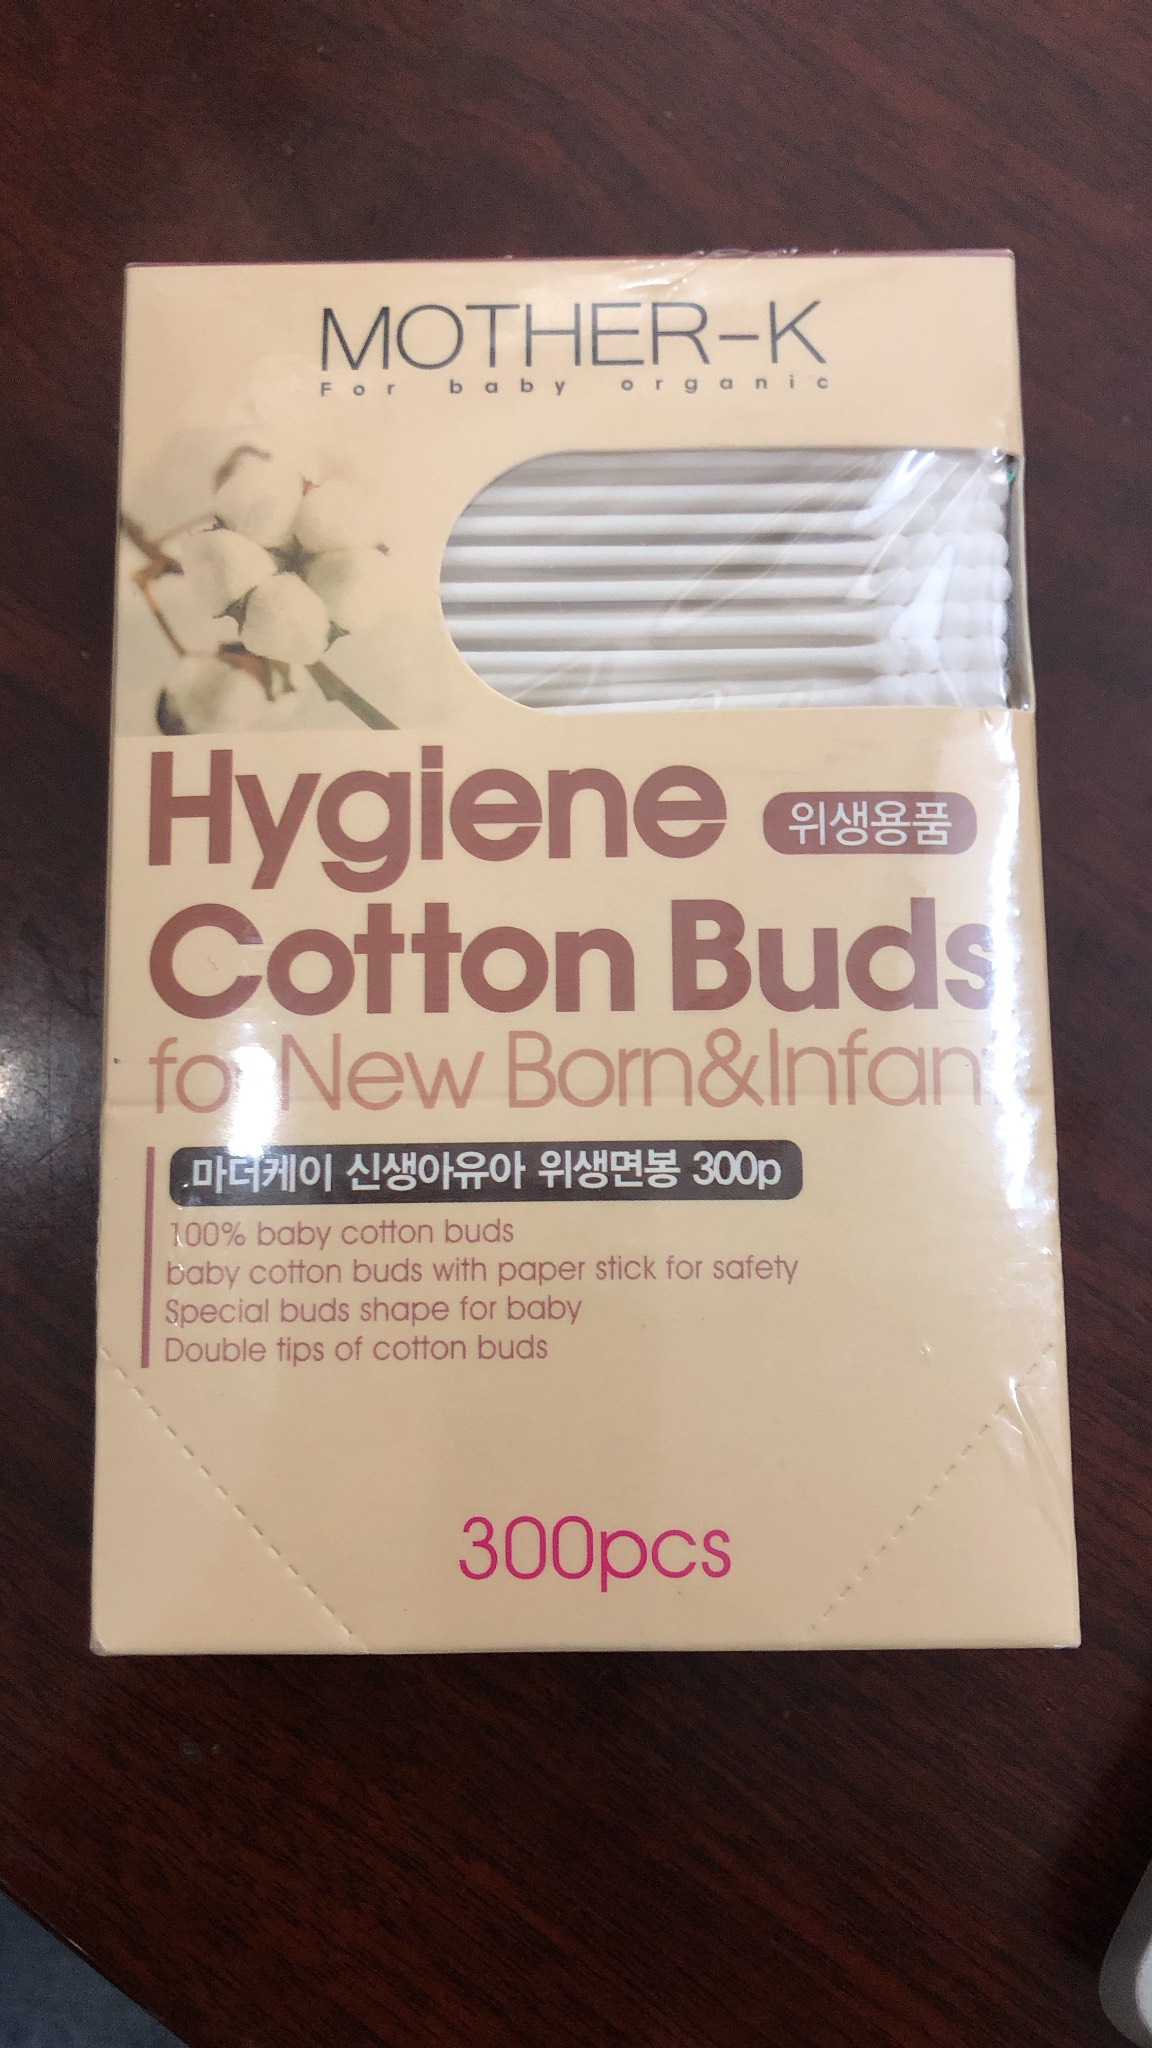 MOTHER-K
For baby organic
Hygiene 위생용품
Cotton Buds
for New Born&Infant
마더케이 신생아유아 위생면봉 300p
100% baby cotton buds
baby cotton buds with paper stick for safety
Special buds shape for baby
Double tips of cotton buds
300pcs